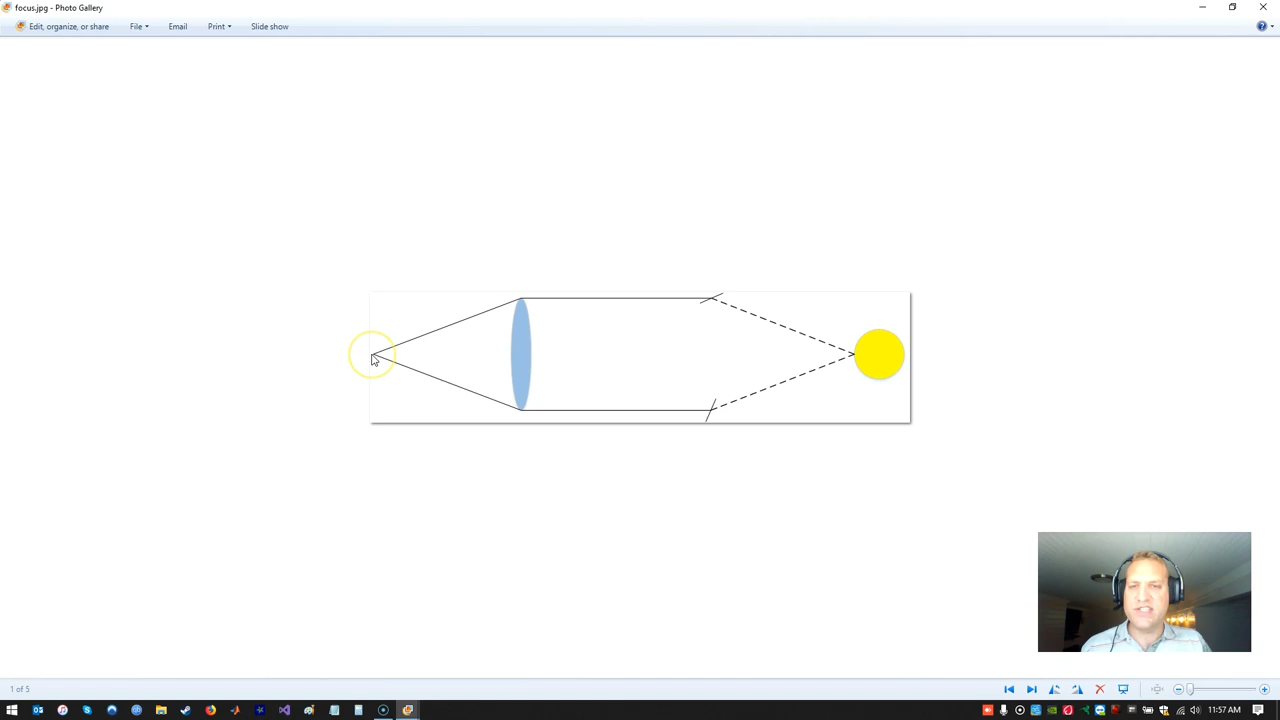 focus.jpg - Photo Gallery
Edit, organize, or share File Email Print Slide show
1 of 5
11:57 AM